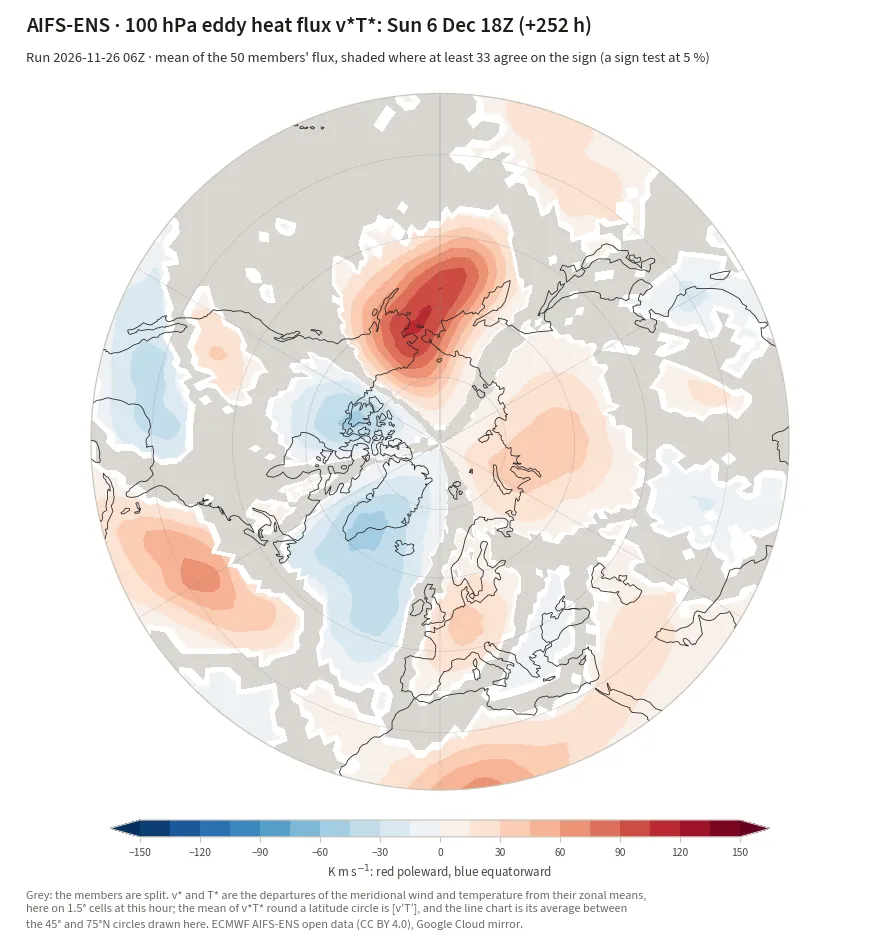 AIFS-ENS · 100 hPa eddy heat flux v*T*: Sun 6 Dec 18Z (+252 h)
Run 2026-11-26 06Z · mean of the 50 members' flux, shaded where at least 33 agree on the sign (a sign test at 5 %)
−150 −120 −90 −60 −30 0 30 60 90 120 150
K m s⁻¹: red poleward, blue equatorward
Grey: the members are split. v* and T* are the departures of the meridional wind and temperature from their zonal means,
here on 1.5° cells at this hour; the mean of v*T* round a latitude circle is [v′T′], and the line chart is its average between
the 45° and 75°N circles drawn here. ECMWF AIFS-ENS open data (CC BY 4.0), Google Cloud mirror.